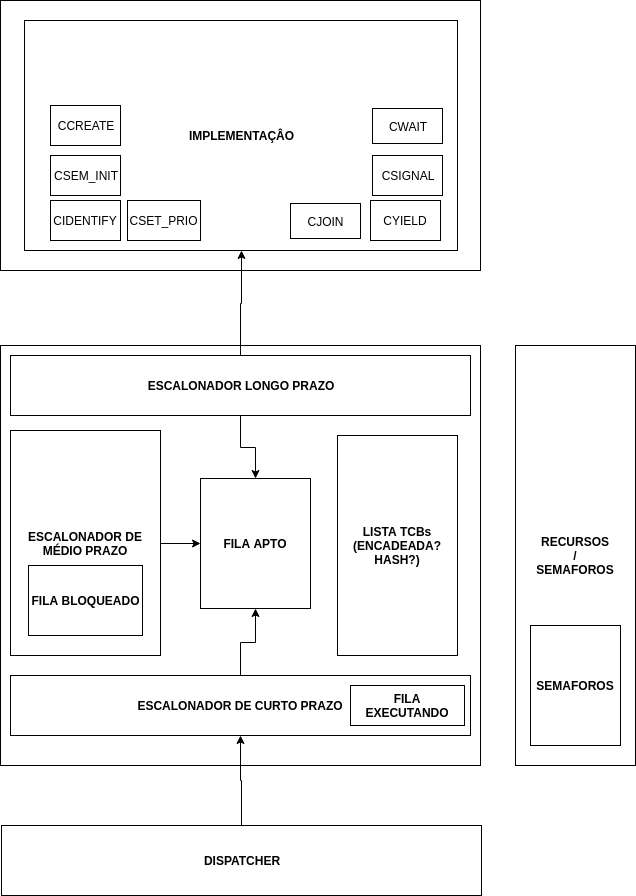 CCREATE
CWAIT
IMPLEMENTAÇÂO
CSEM_INIT
CSIGNAL
CIDENTIFY
CSET_PRIO
CJOIN
CYIELD
ESCALONADOR LONGO PRAZO
ESCALONADOR DE
MÉDIO PRAZO
FILA BLOQUEADO
FILA APTO
LISTA TCBs
(ENCADEADA?
HASH?)
RECURSOS
/
SEMAFOROS
SEMAFOROS
ESCALONADOR DE CURTO PRAZO
FILA
EXECUTANDO
DISPATCHER